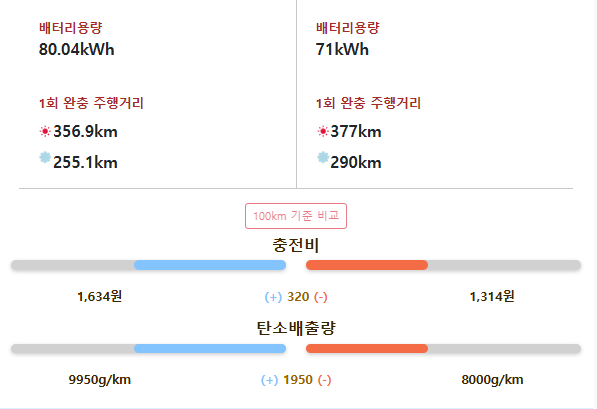 배터리용량
80.04kWh
배터리용량
71kWh
1회 완충 주행거리
356.9km
255.1km
1회 완충 주행거리
377km
290km
100km 기준 비교
충전비
1,634원 (+) 320 (-) 1,314원
탄소배출량
9950g/km (+) 1950 (-) 8000g/km